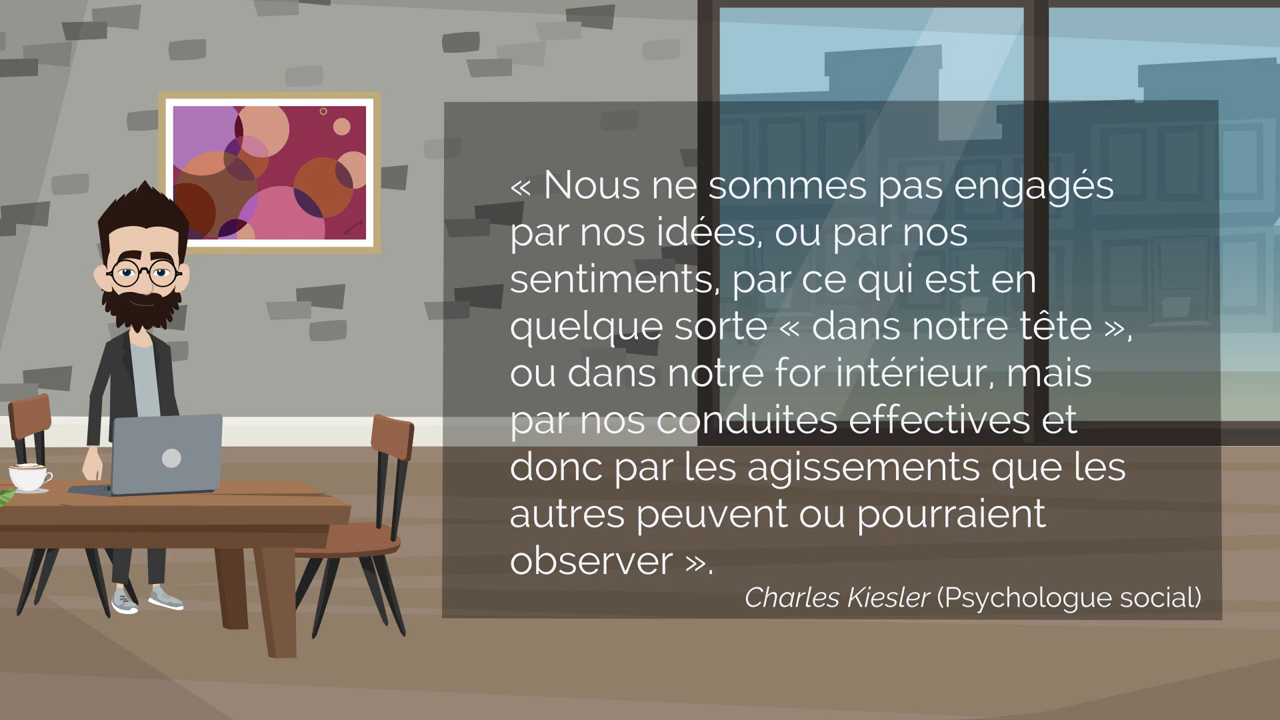 « Nous ne sommes pas engagés
par nos idées, ou par nos
sentiments, par ce qui est en
quelque sorte « dans notre tête »,
ou dans notre for intérieur, mais
par nos conduites effectives et
donc par les agissements que les
autres peuvent ou pourraient
observer ».
Charles Kiesler (Psychologue social)